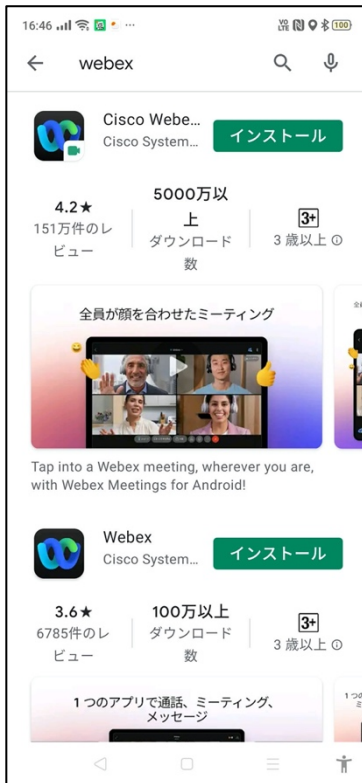 16:46
100
webex
Cisco Webe...
Cisco System...
インストール
4.2★
151万件のレ
ビュー
5000万以
上
ダウンロード
数
3+
3 歳以上
全員が顔を合わせたミーティング
Tap into a Webex meeting, wherever you are,
with Webex Meetings for Android!
Webex
Cisco System...
インストール
3.6★
6785件のレ
ビュー
100万以上
ダウンロード
数
3+
3 歳以上
1 つのアプリで通話、ミーティング、
メッセージ